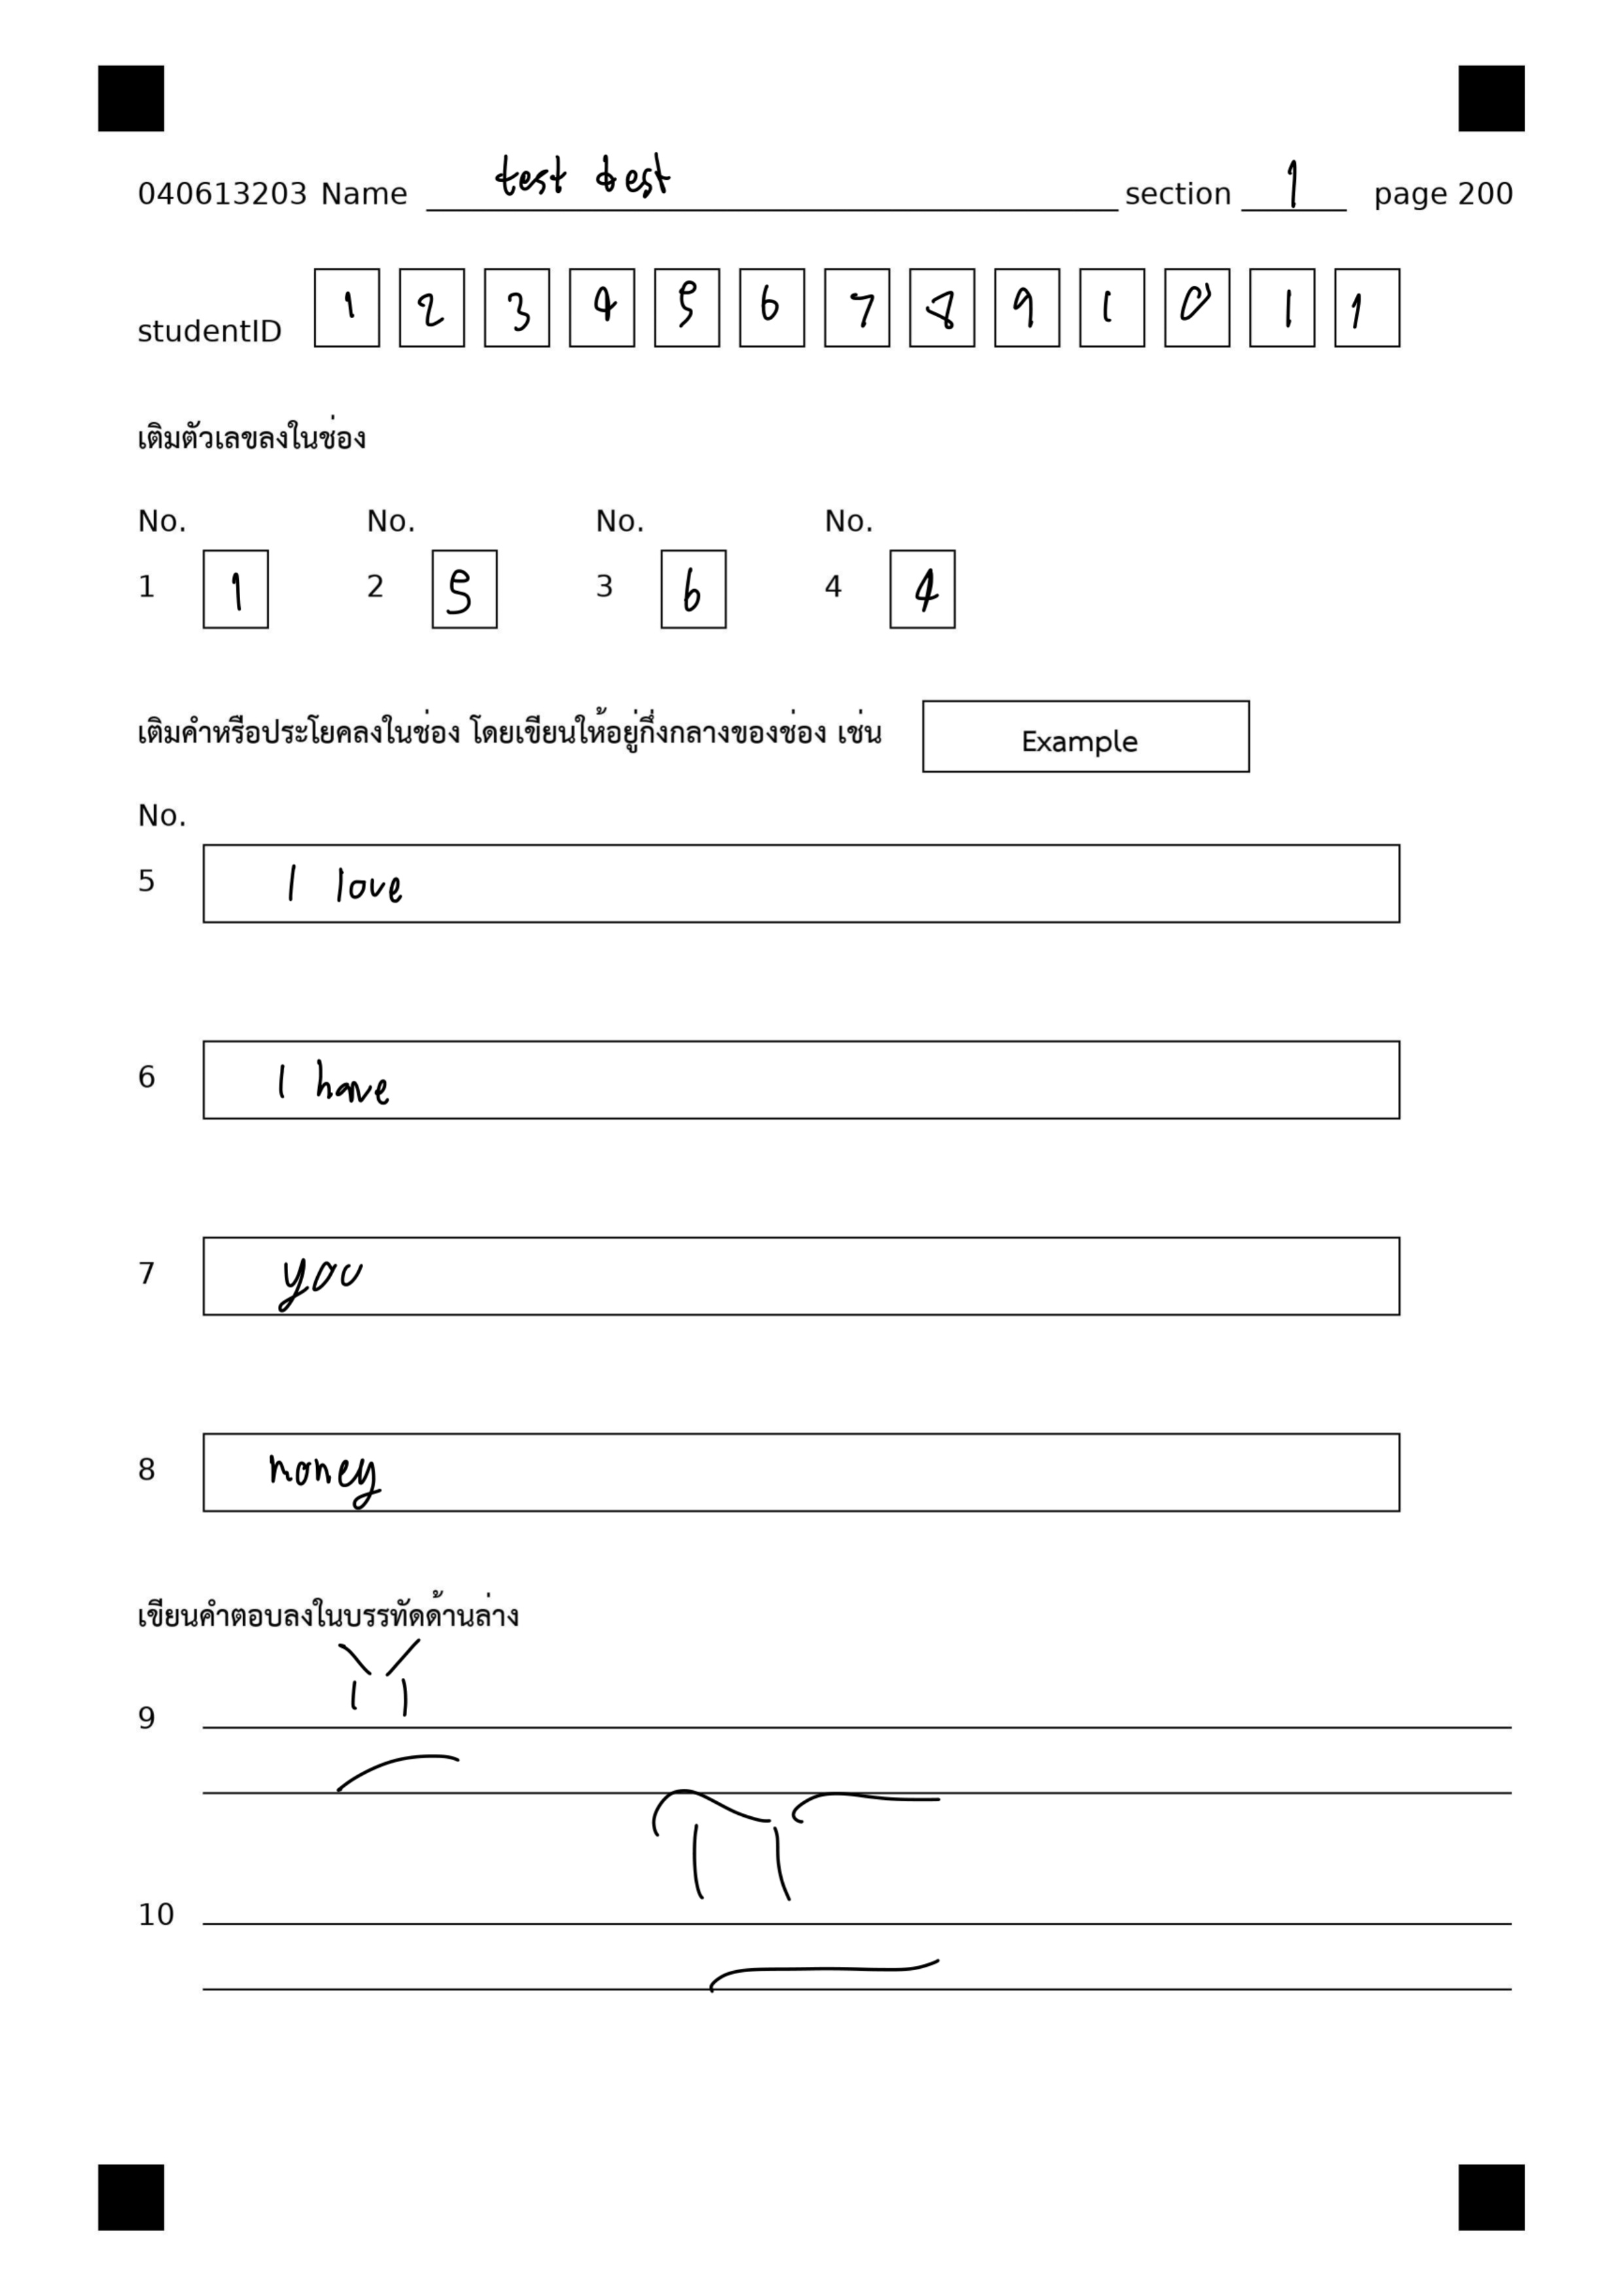 040613203 Name test test section 1 page 200
studentID 1 2 3 4 5 6 7 8 9 1 0 1 1
เติมตัวเลขลงในช่อง
No. No. No. No.
1 1 2 5 3 6 4 4
เติมคำหรือประโยคลงในช่อง โดยเขียนให้อยู่กึ่งกลางของช่อง เช่น Example
No.
5 I love
6 I have
7 you
8 money
เขียนคำตอบลงในบรรทัดด้านล่าง
9
10